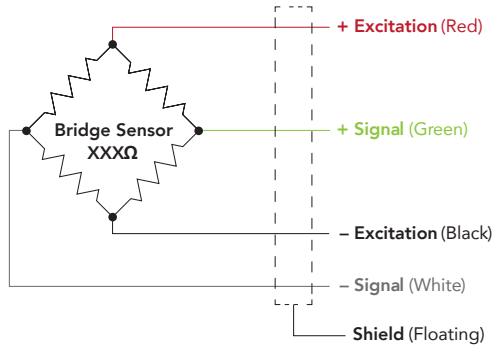 + Excitation (Red)
Bridge Sensor
XXXΩ
+ Signal (Green)
– Excitation (Black)
– Signal (White)
Shield (Floating)